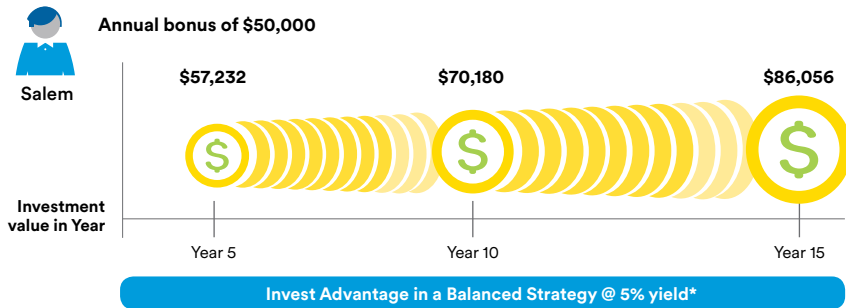 Annual bonus of $50,000
Salem
$57,232
$70,180
$86,056
$
$
$
Investment
value in Year
Year 5
Year 10
Year 15
Invest Advantage in a Balanced Strategy @ 5% yield*